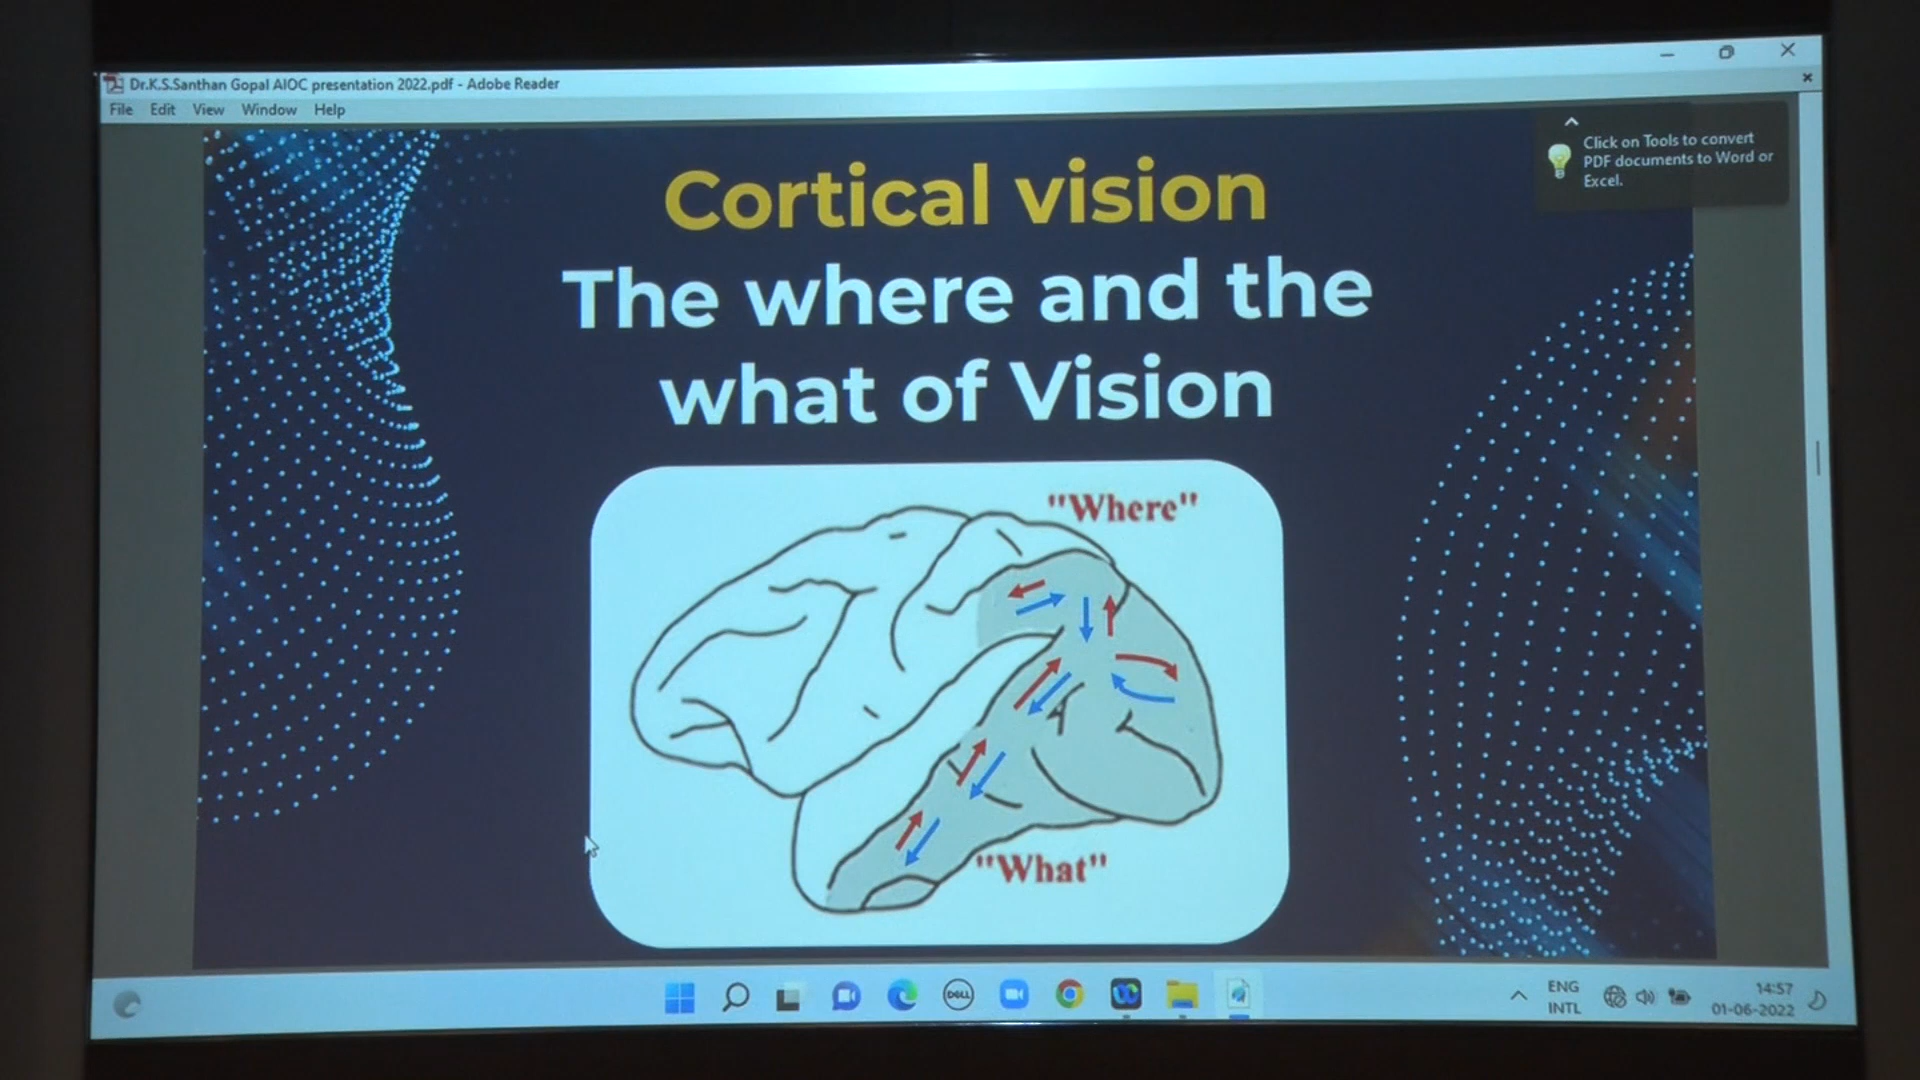 Dr.K.S.Santhan Gopal AIOC presentation 2022.pdf - Adobe Reader
File Edit View Window Help
Click on Tools to convert
PDF documents to Word or
Excel.
Cortical vision
The where and the
what of Vision
"Where"
"What"
DELL
ENG
INTL
14:57
01-06-2022